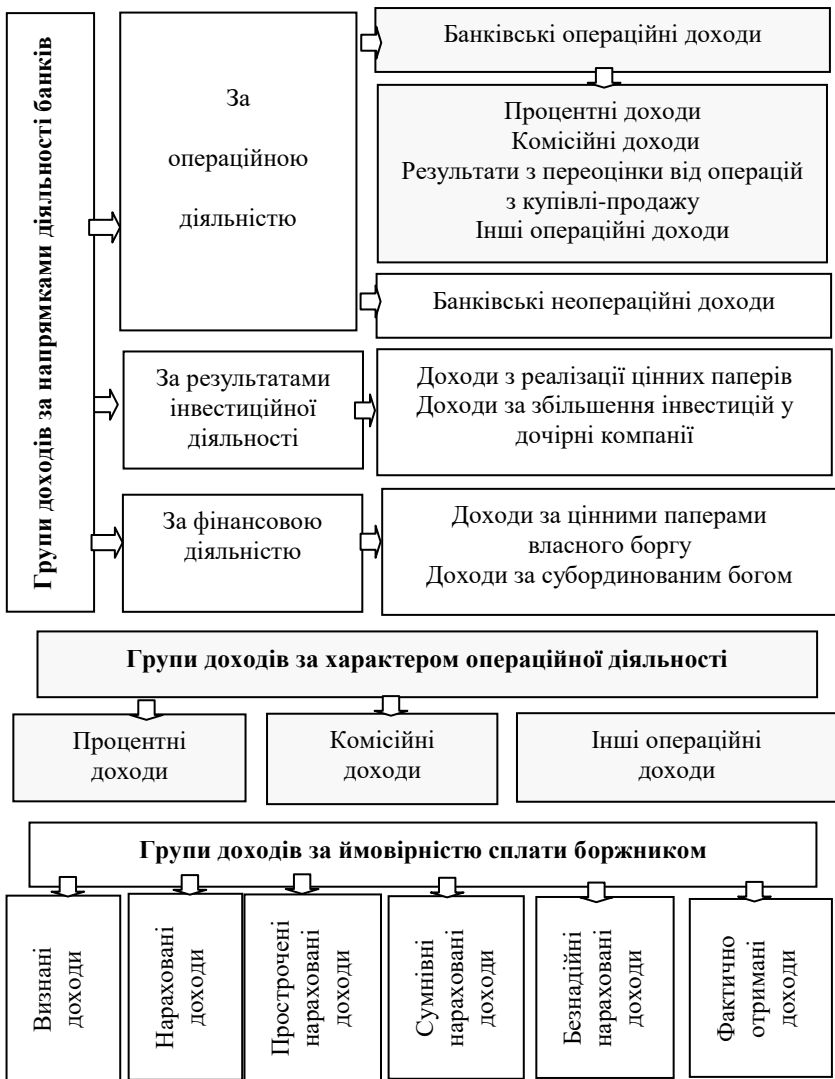 Групи доходів за напрямками діяльності банків
За
операційною
діяльністю
Банківські операційні доходи
Процентні доходи
Комісійні доходи
Результати з переоцінки від операцій
з купівлі-продажу
Інші операційні доходи
Банківські неопераційні доходи
За результатами
інвестиційної
діяльності
Доходи з реалізації цінних паперів
Доходи за збільшення інвестицій у
дочірні компанії
За фінансовою
діяльністю
Доходи за цінними паперами
власного боргу
Доходи за субординованим богом
Групи доходів за характером операційної діяльності
Процентні
доходи
Комісійні
доходи
Інші операційні
доходи
Групи доходів за ймовірністю сплати боржником
Визнані
доходи
Нараховані
доходи
Прострочені
нараховані
доходи
Сумнівні
нараховані
доходи
Безнадійні
нараховані
доходи
Фактично
отримані
доходи